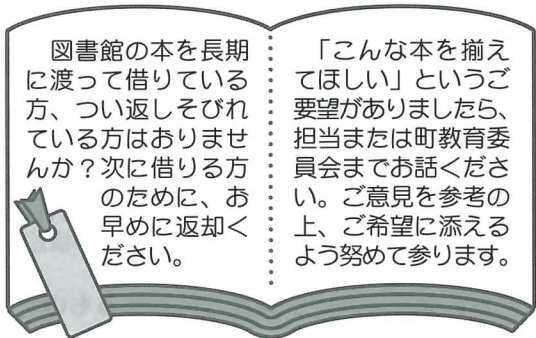 図書館の本を長期
に渡って借りている
方、つい返しそびれ
ている方はおりませ
んか？次に借りる方
のために、お
早めに返却く
ださい。
「こんな本を揃え
てほしい」というご
要望がありましたら、
担当または町教育委
員会までお話くださ
い。ご意見を参考の
上、ご希望に添える
よう努めて参ります。